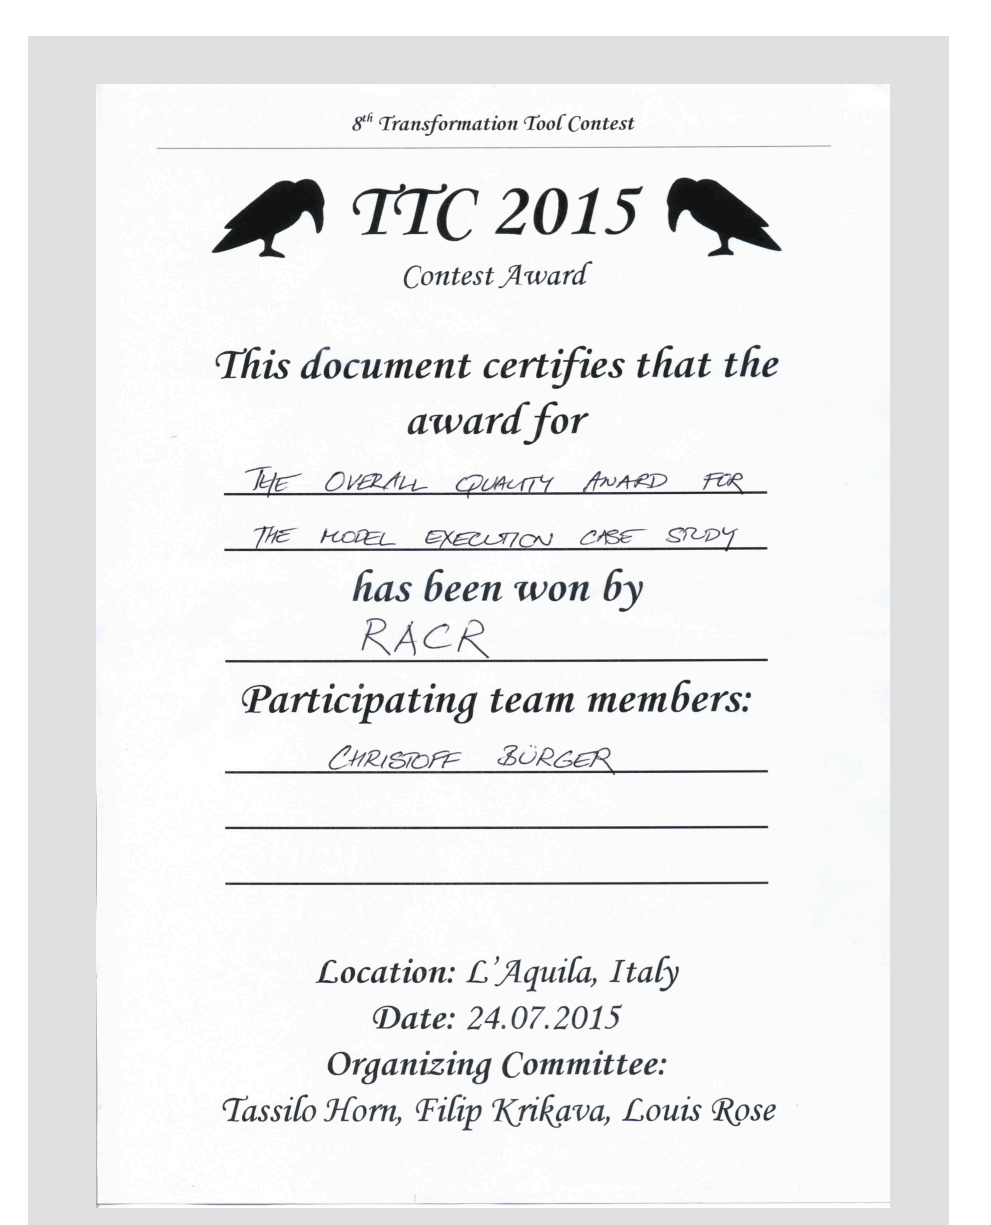 8th Transformation Tool Contest
TTC 2015
Contest Award
This document certifies that the
award for
THE OVERALL QUALITY AWARD FOR
THE MODEL EXECUTION CASE STUDY
has been won by
RACR
Participating team members:
CHRISTOFF BÜRGER
Location: L'Aquila, Italy
Date: 24.07.2015
Organizing Committee:
Tassilo Horn, Filip Krikava, Louis Rose